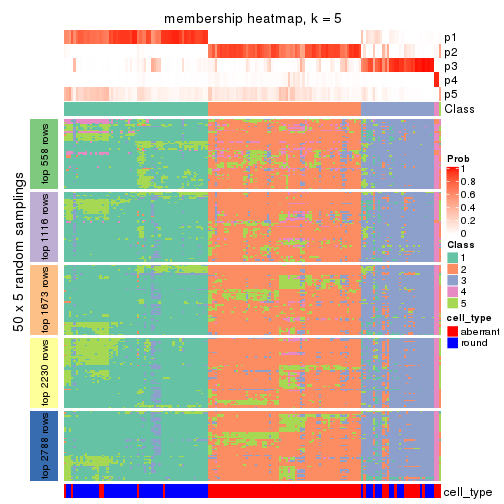 membership heatmap, k = 5
p1
p2
p3
p4
p5
Class
50 x 5 random samplings
top 558 rows
top 1116 rows
top 1673 rows
top 2230 rows
top 2788 rows
cell_type
Prob
1
0.8
0.6
0.4
0.2
0
Class
1
2
3
4
5
cell_type
aberrant
round